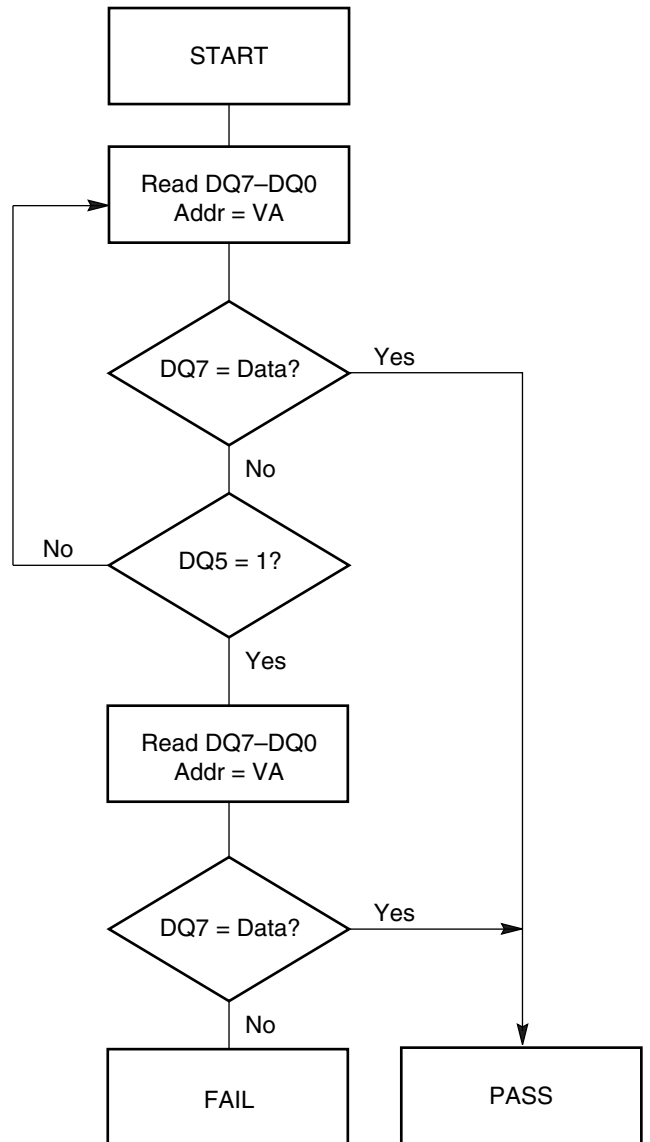 START
Read DQ7–DQ0
Addr = VA
DQ7 = Data?
Yes
No
No
DQ5 = 1?
Yes
Read DQ7–DQ0
Addr = VA
DQ7 = Data?
Yes
No
FAIL
PASS